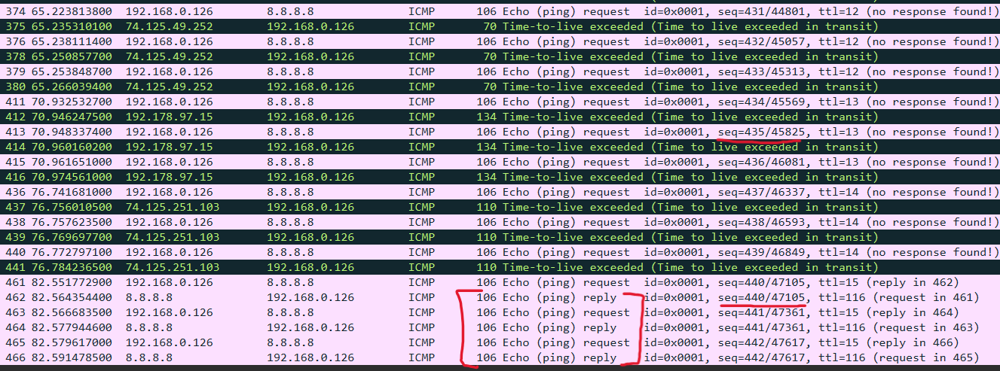 374 65.223813800 192.168.0.126 8.8.8.8 ICMP 106 Echo (ping) request id=0x0001, seq=431/44801, ttl=12 (no response found!)
375 65.235310100 74.125.49.252 192.168.0.126 ICMP 70 Time-to-live exceeded (Time to live exceeded in transit)
376 65.238111400 192.168.0.126 8.8.8.8 ICMP 106 Echo (ping) request id=0x0001, seq=432/45057, ttl=12 (no response found!)
378 65.250857700 74.125.49.252 192.168.0.126 ICMP 70 Time-to-live exceeded (Time to live exceeded in transit)
379 65.253848700 192.168.0.126 8.8.8.8 ICMP 106 Echo (ping) request id=0x0001, seq=433/45313, ttl=12 (no response found!)
380 65.266039400 74.125.49.252 192.168.0.126 ICMP 70 Time-to-live exceeded (Time to live exceeded in transit)
411 70.932532700 192.168.0.126 8.8.8.8 ICMP 106 Echo (ping) request id=0x0001, seq=434/45569, ttl=13 (no response found!)
412 70.946247500 192.178.97.15 192.168.0.126 ICMP 134 Time-to-live exceeded (Time to live exceeded in transit)
413 70.948337400 192.168.0.126 8.8.8.8 ICMP 106 Echo (ping) request id=0x0001, seq=435/45825, ttl=13 (no response found!)
414 70.960160200 192.178.97.15 192.168.0.126 ICMP 134 Time-to-live exceeded (Time to live exceeded in transit)
415 70.961651000 192.168.0.126 8.8.8.8 ICMP 106 Echo (ping) request id=0x0001, seq=436/46081, ttl=13 (no response found!)
416 70.974561000 192.178.97.15 192.168.0.126 ICMP 134 Time-to-live exceeded (Time to live exceeded in transit)
436 76.741681000 192.168.0.126 8.8.8.8 ICMP 106 Echo (ping) request id=0x0001, seq=437/46337, ttl=14 (no response found!)
437 76.756010500 74.125.251.103 192.168.0.126 ICMP 110 Time-to-live exceeded (Time to live exceeded in transit)
438 76.757623500 192.168.0.126 8.8.8.8 ICMP 106 Echo (ping) request id=0x0001, seq=438/46593, ttl=14 (no response found!)
439 76.769697700 74.125.251.103 192.168.0.126 ICMP 110 Time-to-live exceeded (Time to live exceeded in transit)
440 76.772797100 192.168.0.126 8.8.8.8 ICMP 106 Echo (ping) request id=0x0001, seq=439/46849, ttl=14 (no response found!)
441 76.784236500 74.125.251.103 192.168.0.126 ICMP 110 Time-to-live exceeded (Time to live exceeded in transit)
461 82.551772900 192.168.0.126 8.8.8.8 ICMP 106 Echo (ping) request id=0x0001, seq=440/47105, ttl=15 (reply in 462)
462 82.564354400 8.8.8.8 192.168.0.126 ICMP 106 Echo (ping) reply id=0x0001, seq=440/47105, ttl=116 (request in 461)
463 82.566683500 192.168.0.126 8.8.8.8 ICMP 106 Echo (ping) request id=0x0001, seq=441/47361, ttl=15 (reply in 464)
464 82.577944600 8.8.8.8 192.168.0.126 ICMP 106 Echo (ping) reply id=0x0001, seq=441/47361, ttl=116 (request in 463)
465 82.579617000 192.168.0.126 8.8.8.8 ICMP 106 Echo (ping) request id=0x0001, seq=442/47617, ttl=15 (reply in 466)
466 82.591478500 8.8.8.8 192.168.0.126 ICMP 106 Echo (ping) reply id=0x0001, seq=442/47617, ttl=116 (request in 465)